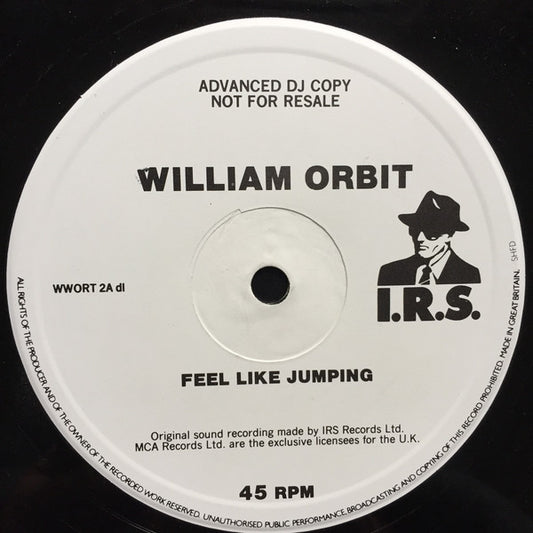 ADVANCED DJ COPY
NOT FOR RESALE
WILLIAM ORBIT
WWORT 2A dl
I.R.S.
SHFD
FEEL LIKE JUMPING
Original sound recording made by IRS Records Ltd.
MCA Records Ltd. are the exclusive licensees for the U.K.
45 RPM
ALL RIGHTS OF THE PRODUCER AND OF THE OWNER OF THE RECORDED WORK RESERVED. UNAUTHORISED PUBLIC PERFORMANCE, BROADCASTING AND COPYING OF THIS RECORD PROHIBITED. MADE IN GREAT BRITAIN.